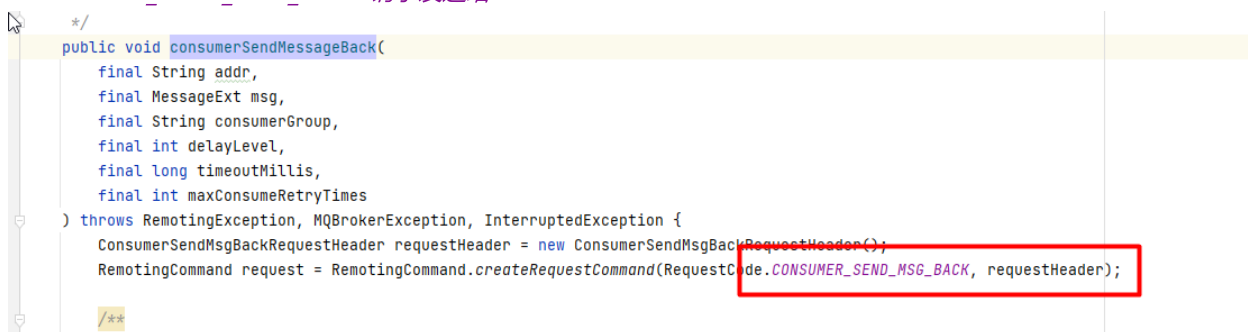 */
public void consumerSendMessageBack(
final String addr,
final MessageExt msg,
final String consumerGroup,
final int delayLevel,
final long timeoutMillis,
final int maxConsumeRetryTimes
) throws RemotingException, MQBrokerException, InterruptedException {
ConsumerSendMsgBackRequestHeader requestHeader = new ConsumerSendMsgBackRequestHeader();
RemotingCommand request = RemotingCommand.createRequestCommand(RequestCode.CONSUMER_SEND_MSG_BACK, requestHeader);
/**